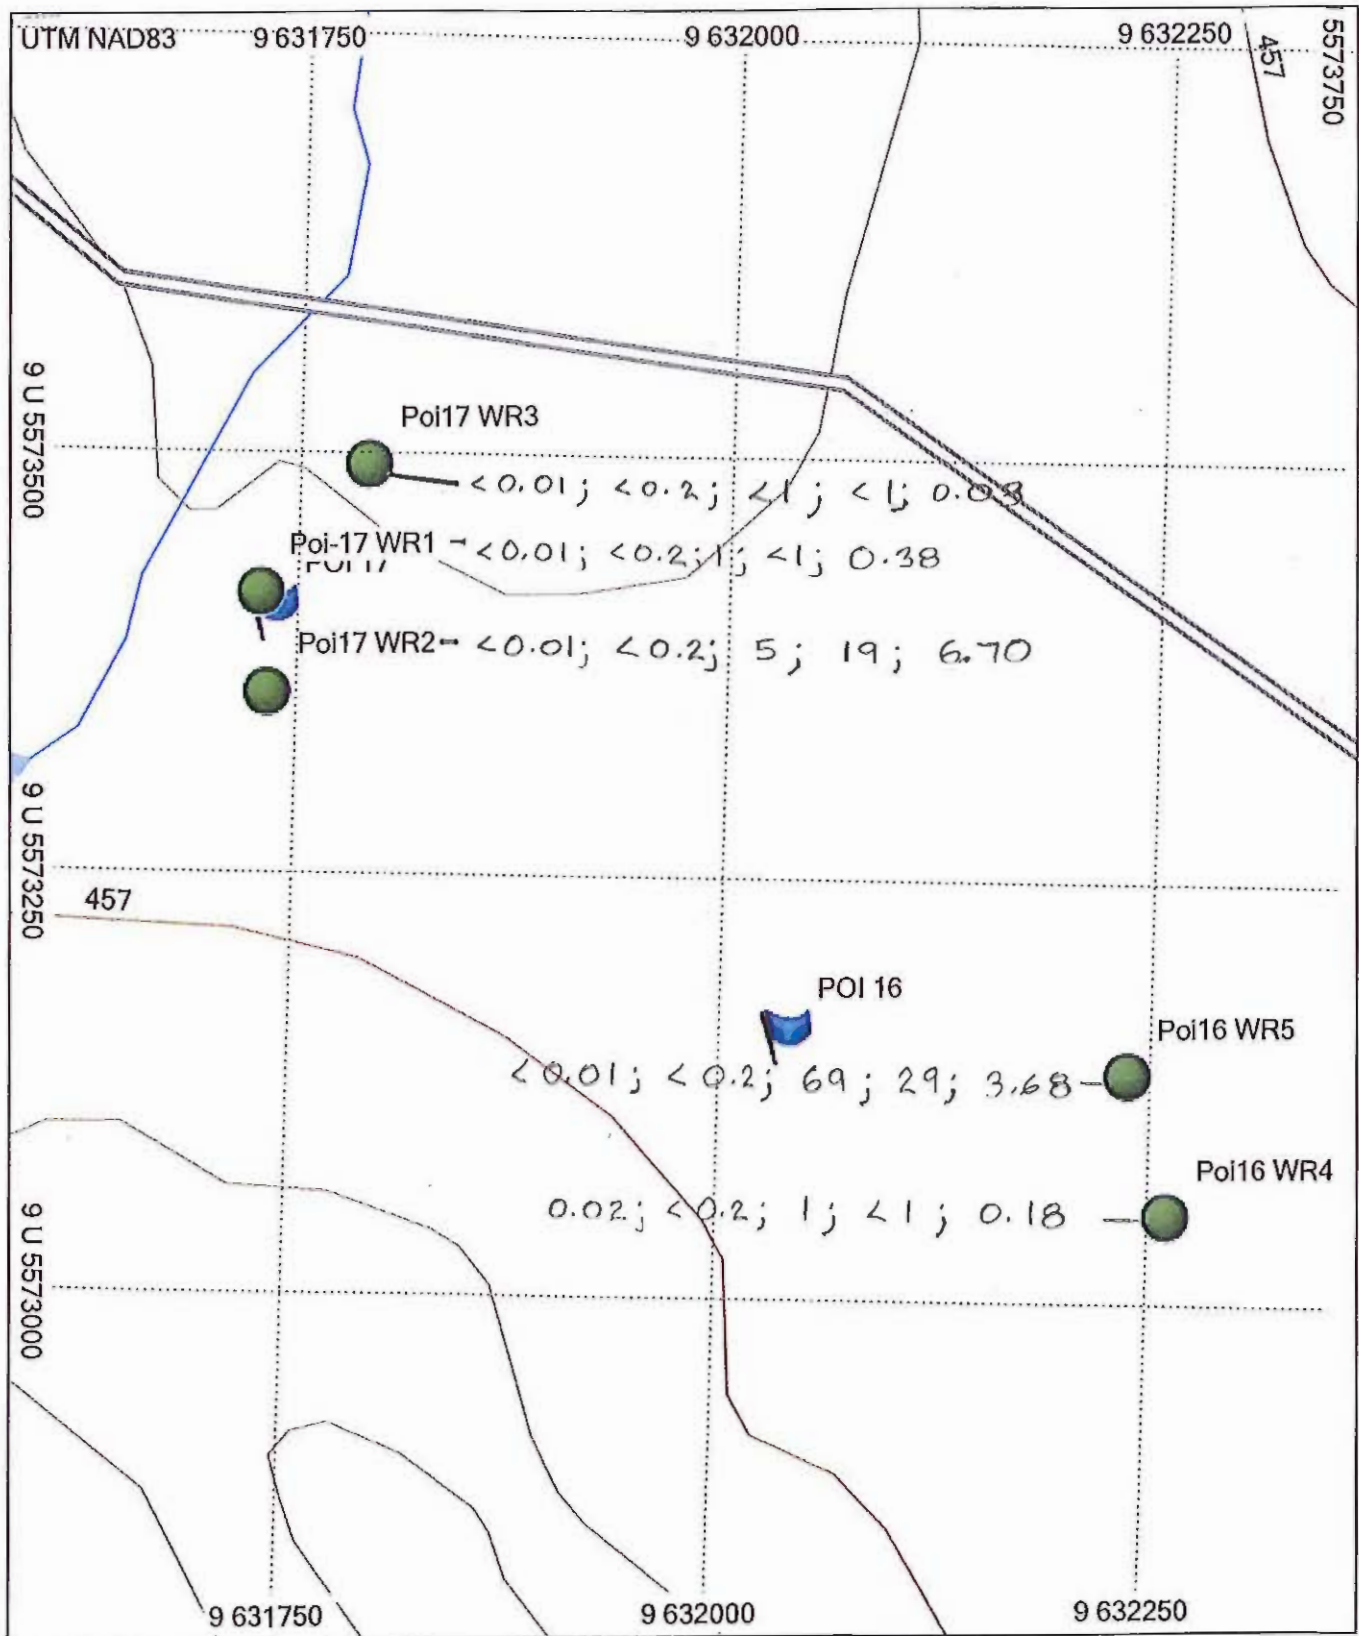 UTM NAD83 9 631750 9 632000 9 632250
457
5573750
Poi17 WR3
9 U 5573500
<0.01; <0.2; <1; <1; 0.03
Poi-17 WR1 - <0.01; <0.2; 1; <1; 0.38
POI 17
Poi17 WR2 - <0.01; <0.2; 5; 19; 6.70
9 U 5573250
457
POI 16
Poi16 WR5
<0.01; <0.2; 69; 29; 3.68
Poi16 WR4
0.02; <0.2; 1; <1; 0.18
9 U 5573000
9 631750 9 632000 9 632250